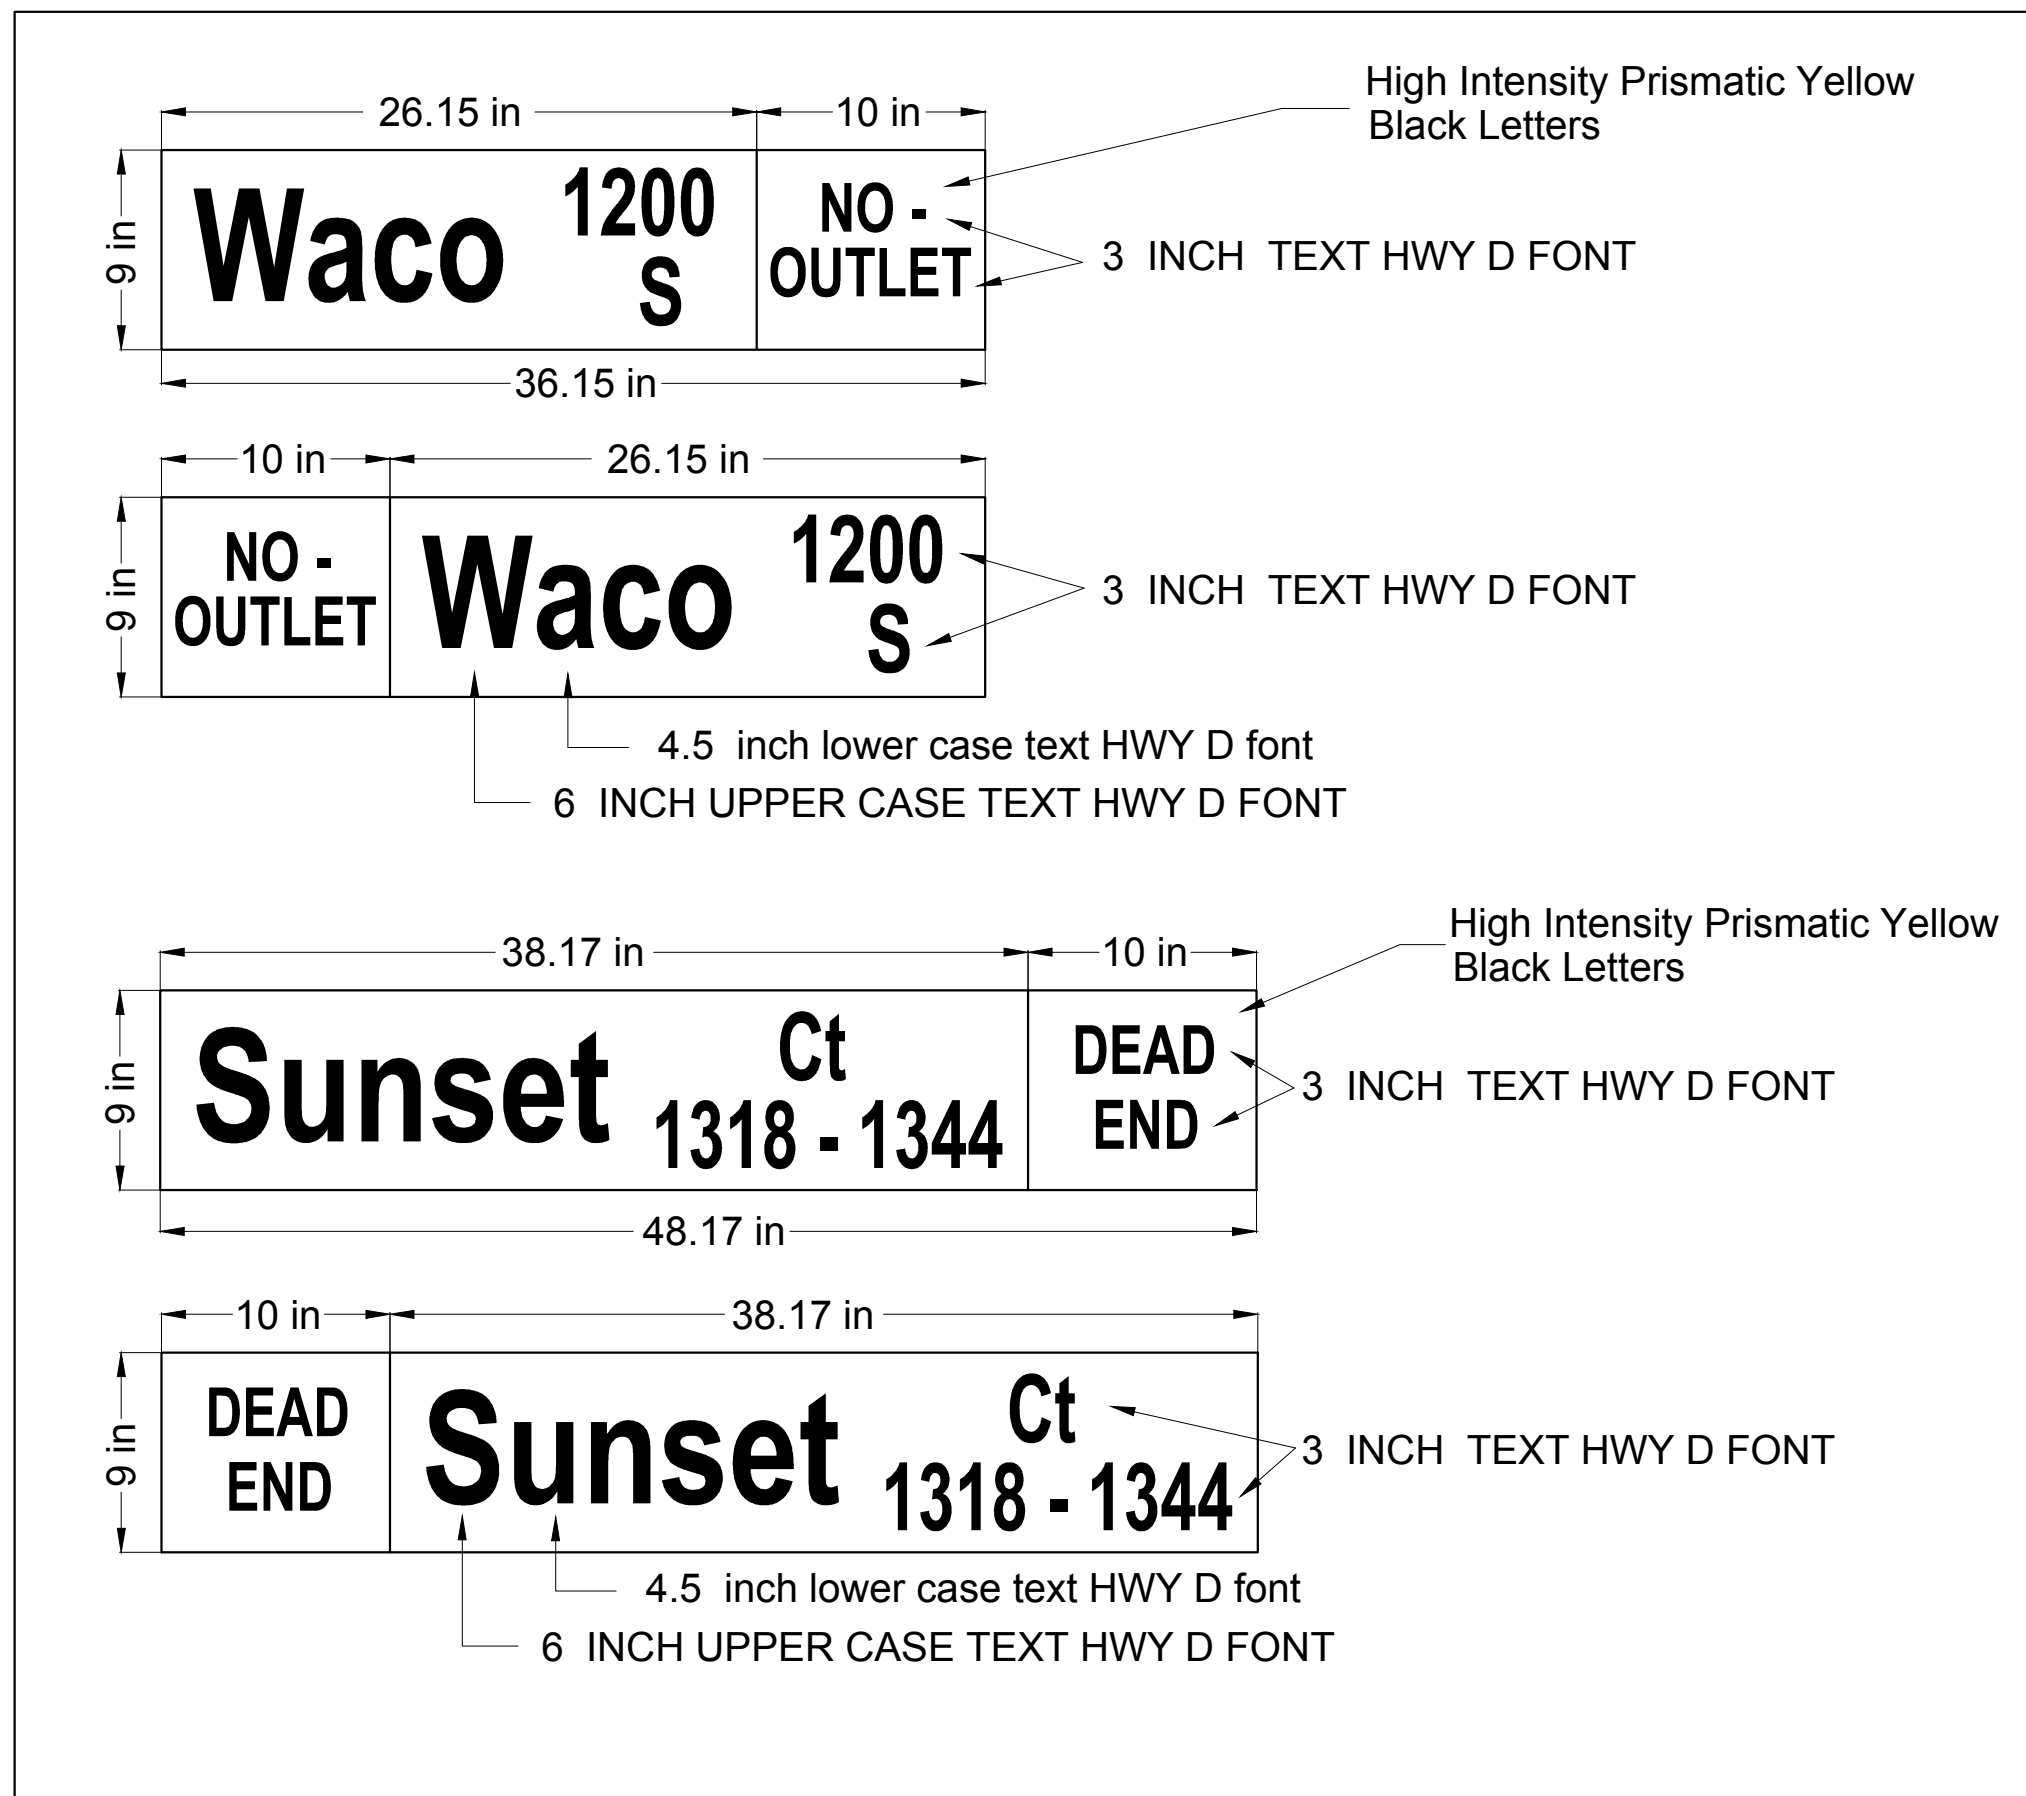 26.15 in 10 in
High Intensity Prismatic Yellow
Black Letters
9 in
Waco 1200
S
NO -
OUTLET
3 INCH TEXT HWY D FONT
36.15 in
10 in 26.15 in
9 in
NO -
OUTLET
Waco 1200
S
3 INCH TEXT HWY D FONT
4.5 inch lower case text HWY D font
6 INCH UPPER CASE TEXT HWY D FONT
38.17 in 10 in
High Intensity Prismatic Yellow
Black Letters
9 in
Sunset Ct
1318 - 1344
DEAD
END
3 INCH TEXT HWY D FONT
48.17 in
10 in 38.17 in
9 in
DEAD
END
Sunset Ct
1318 - 1344
3 INCH TEXT HWY D FONT
4.5 inch lower case text HWY D font
6 INCH UPPER CASE TEXT HWY D FONT